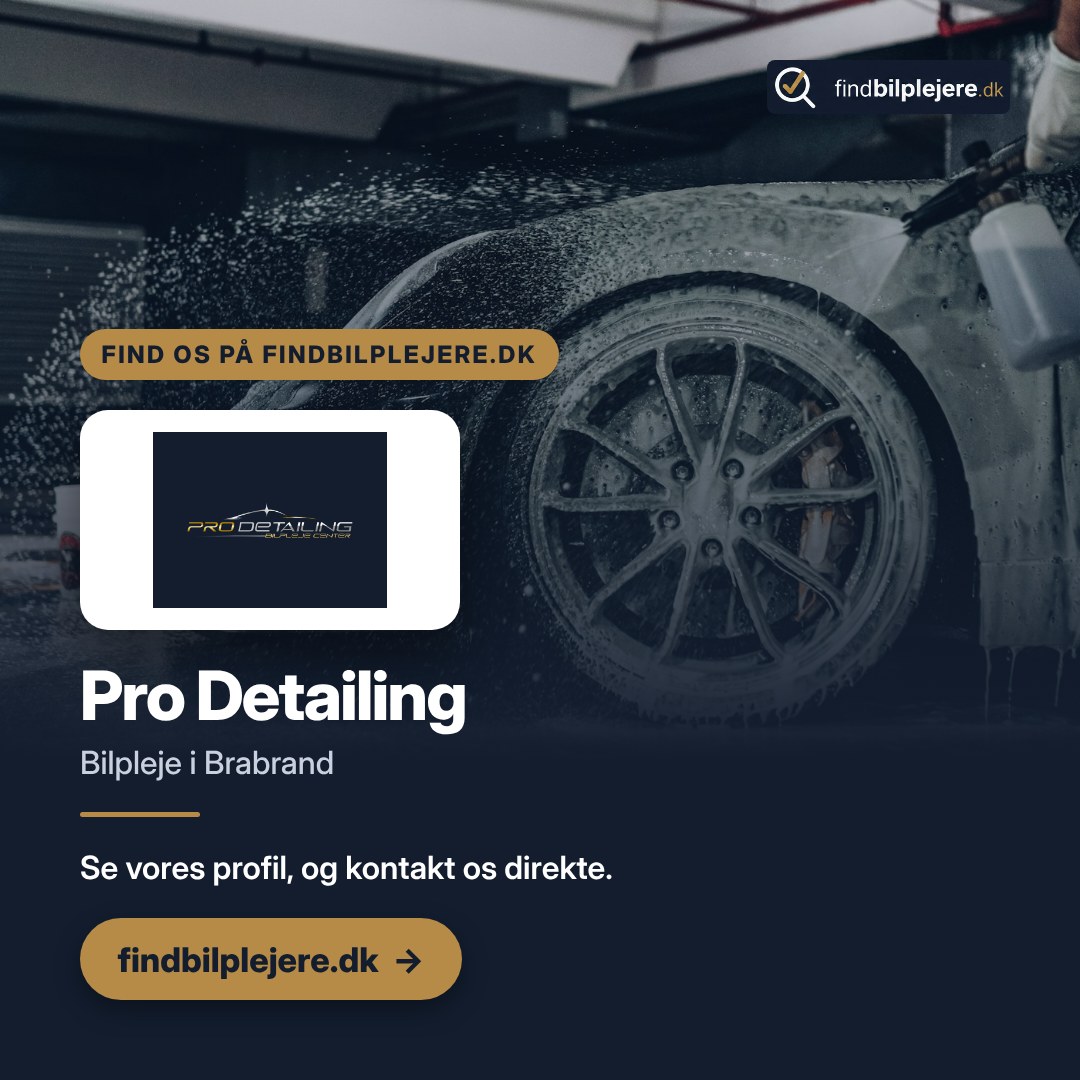 findbilplejere.dk
FIND OS PÅ FINDBILPLEJERE.DK
PRO DETAILING
BILPLEJE CENTER
Pro Detailing
Bilpleje i Brabrand
Se vores profil, og kontakt os direkte.
findbilplejere.dk →